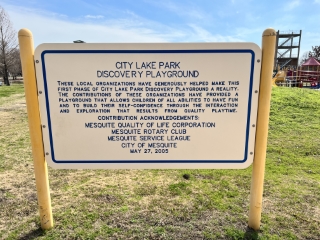 CITY LAKE PARK
DISCOVERY PLAYGROUND
THESE LOCAL ORGANIZATIONS HAVE GENEROUSLY HELPED MAKE THIS
FIRST PHASE OF CITY LAKE PARK DISCOVERY PLAYGROUND A REALITY.
THE CONTRIBUTIONS OF THESE ORGANIZATIONS HAVE PROVIDED A
PLAYGROUND THAT ALLOWS CHILDREN OF ALL ABILITIES TO HAVE FUN
AND TO BUILD THEIR SELF-CONFIDENCE THROUGH THE INTERACTION
AND EXPLORATION THAT RESULTS FROM QUALITY PLAYTIME.
CONTRIBUTION ACKNOWLEDGEMENTS:
MESQUITE QUALITY OF LIFE CORPORATION
MESQUITE ROTARY CLUB
MESQUITE SERVICE LEAGUE
CITY OF MESQUITE
MAY 27, 2005